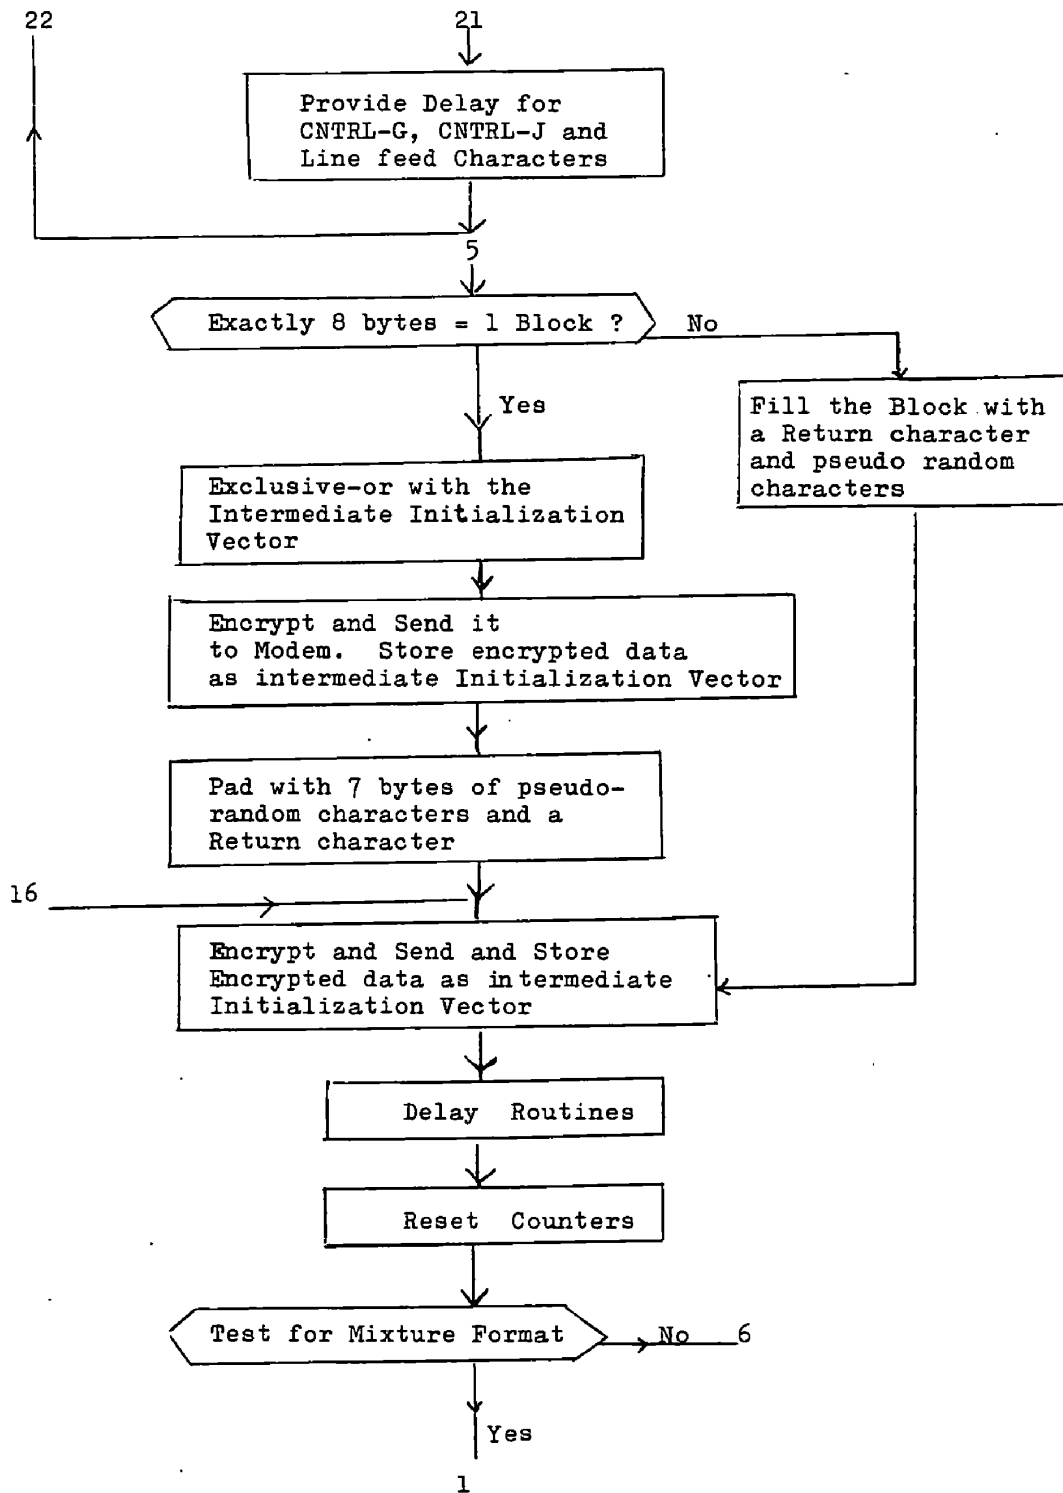 22
21
Provide Delay for
CNTRL-G, CNTRL-J and
Line feed Characters
5
Exactly 8 bytes = 1 Block ?
No
Yes
Fill the Block with
a Return character
and pseudo random
characters
Exclusive-or with the
Intermediate Initialization
Vector
Encrypt and Send it
to Modem. Store encrypted data
as intermediate Initialization Vector
Pad with 7 bytes of pseudo-
random characters and a
Return character
16
Encrypt and Send and Store
Encrypted data as intermediate
Initialization Vector
Delay Routines
Reset Counters
Test for Mixture Format
No
6
Yes
1